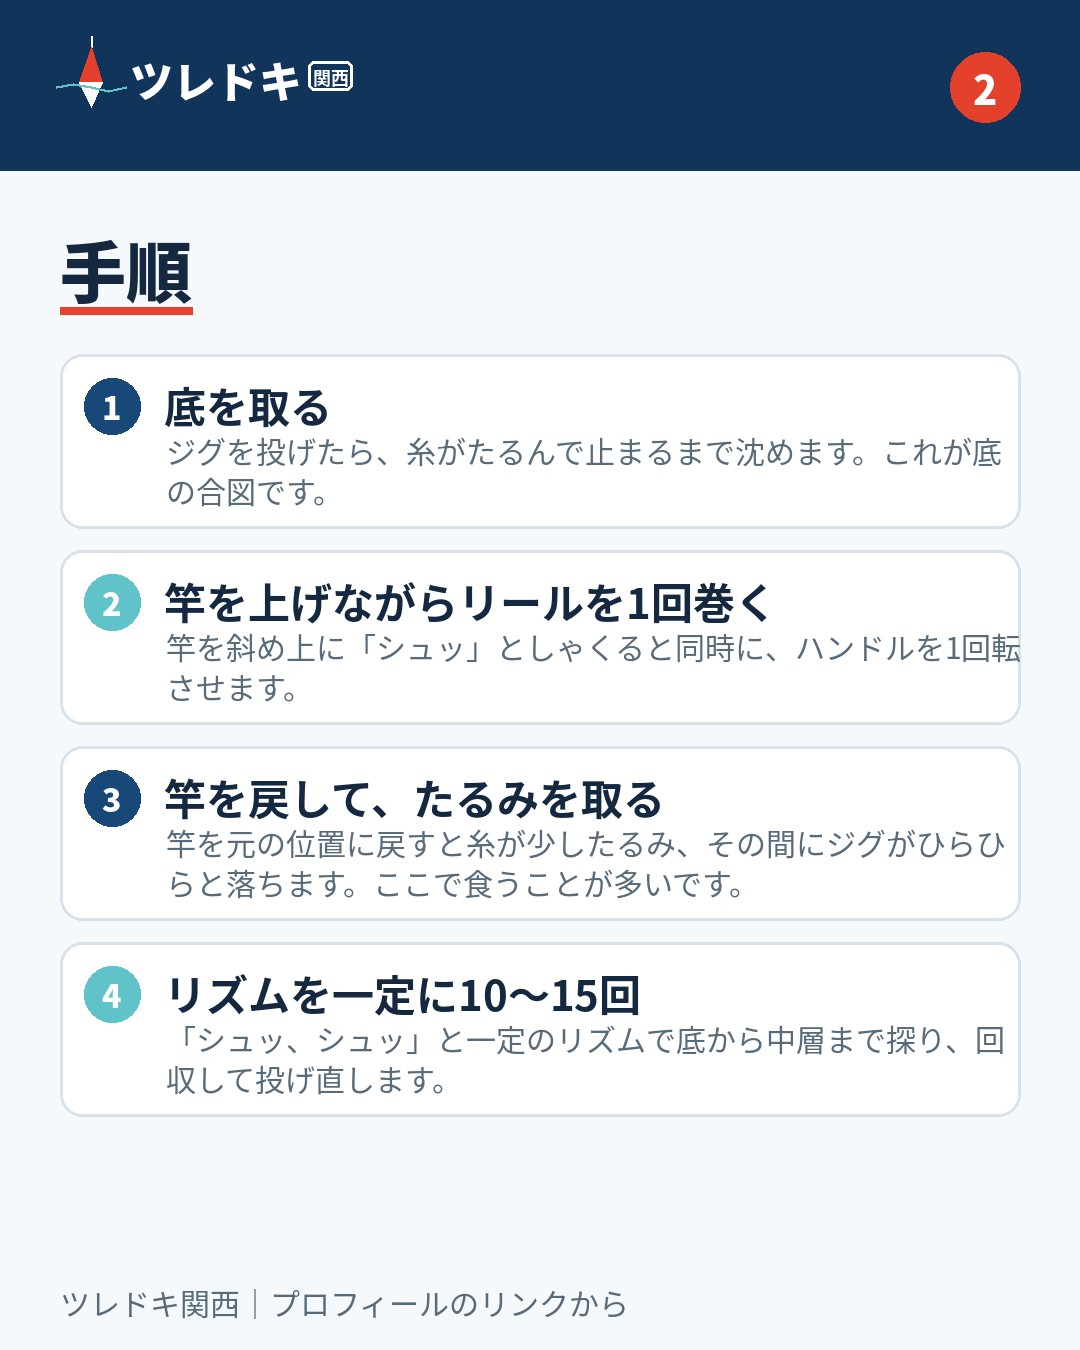 ツレドキ 関西
2
手順
1 底を取る
ジグを投げたら、糸がたるんで止まるまで沈めます。これが底
の合図です。
2 竿を上げながらリールを1回巻く
竿を斜め上に「シュッ」としゃくると同時に、ハンドルを1回転
させます。
3 竿を戻して、たるみを取る
竿を元の位置に戻すと糸が少したるみ、その間にジグがひらひ
らと落ちます。ここで食うことが多いです。
4 リズムを一定に10〜15回
「シュッ、シュッ」と一定のリズムで底から中層まで探り、回
収して投げ直します。
ツレドキ関西｜プロフィールのリンクから